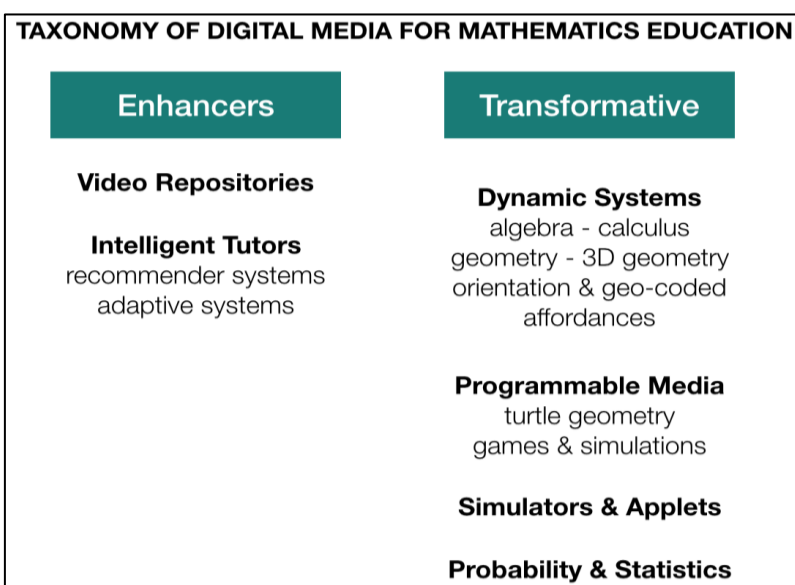 TAXONOMY OF DIGITAL MEDIA FOR MATHEMATICS EDUCATION
Enhancers
Video Repositories
Intelligent Tutors
recommender systems
adaptive systems
Transformative
Dynamic Systems
algebra - calculus
geometry - 3D geometry
orientation & geo-coded
affordances
Programmable Media
turtle geometry
games & simulations
Simulators & Applets
Probability & Statistics